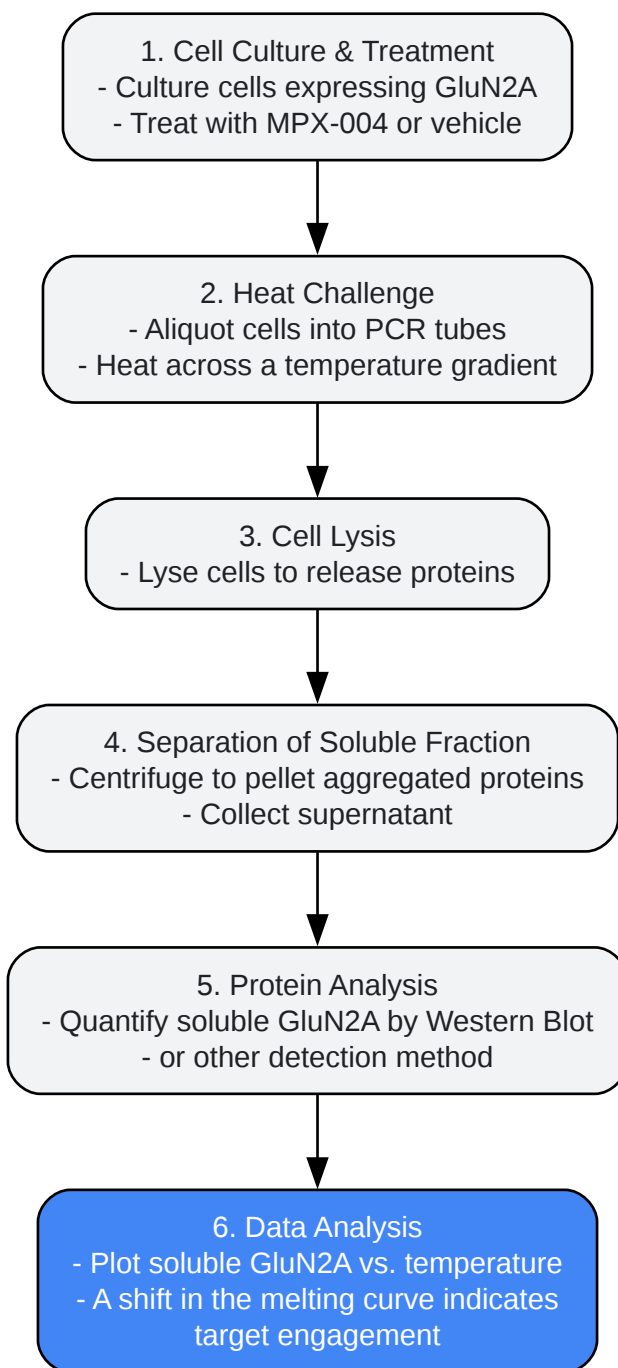 1. Cell Culture & Treatment
- Culture cells expressing GluN2A
- Treat with MPX-004 or vehicle
2. Heat Challenge
- Aliquot cells into PCR tubes
- Heat across a temperature gradient
3. Cell Lysis
- Lyse cells to release proteins
4. Separation of Soluble Fraction
- Centrifuge to pellet aggregated proteins
- Collect supernatant
5. Protein Analysis
- Quantify soluble GluN2A by Western Blot
- or other detection method
6. Data Analysis
- Plot soluble GluN2A vs. temperature
- A shift in the melting curve indicates
target engagement